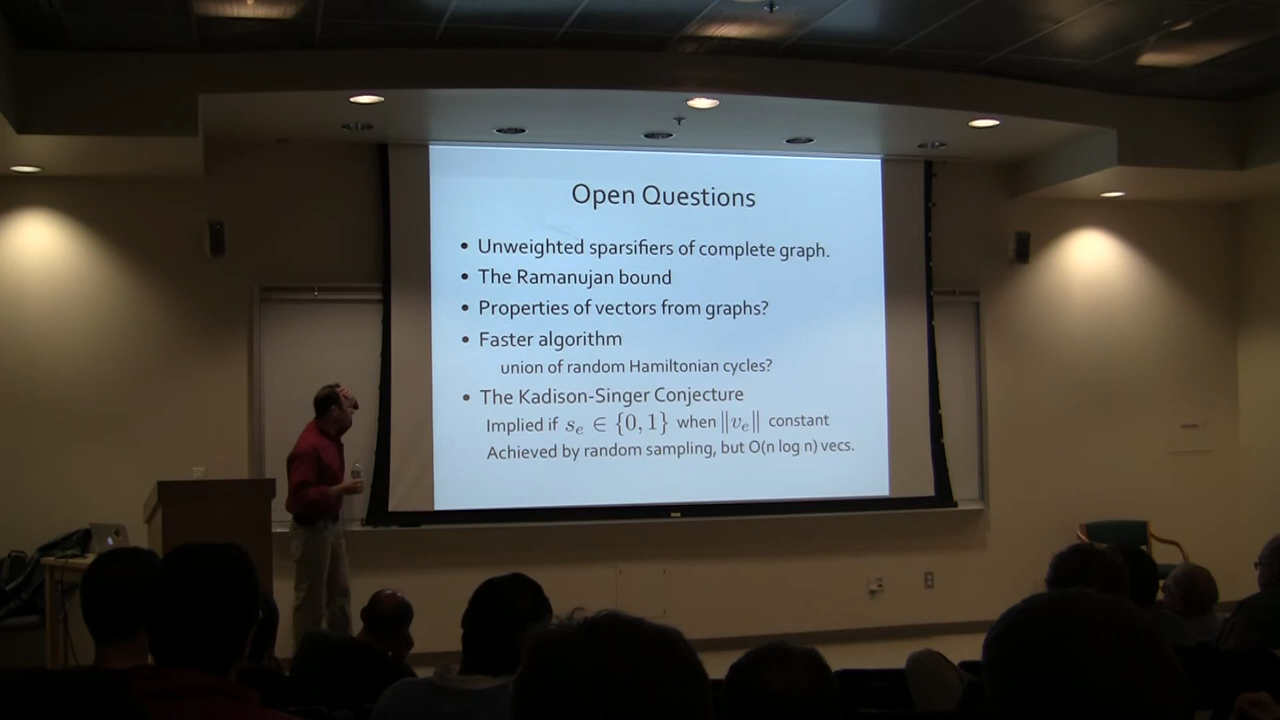 Open Questions
• Unweighted sparsifiers of complete graph.
• The Ramanujan bound
• Properties of vectors from graphs?
• Faster algorithm
union of random Hamiltonian cycles?
• The Kadison-Singer Conjecture
Implied if $s_e \in \{0,1\}$ when $\|v_e\|$ constant
Achieved by random sampling, but O(n log n) vecs.